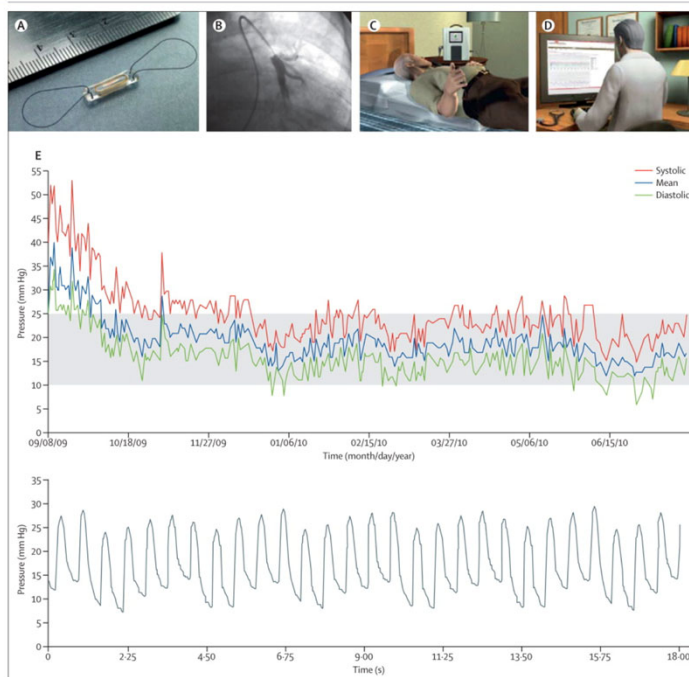 A
B
C
D
E
Systolic
Mean
Diastolic
Pressure (mm Hg)
55
50
45
40
35
30
25
20
15
10
5
0
09/08/09 10/18/09 11/27/09 01/06/10 02/15/10 03/27/10 05/06/10 06/15/10
Time (month/day/year)
Pressure (mm Hg)
35
30
25
20
15
10
5
0
0 2·25 4·50 6·75 9·00 11·25 13·50 15·75 18·00
Time (s)